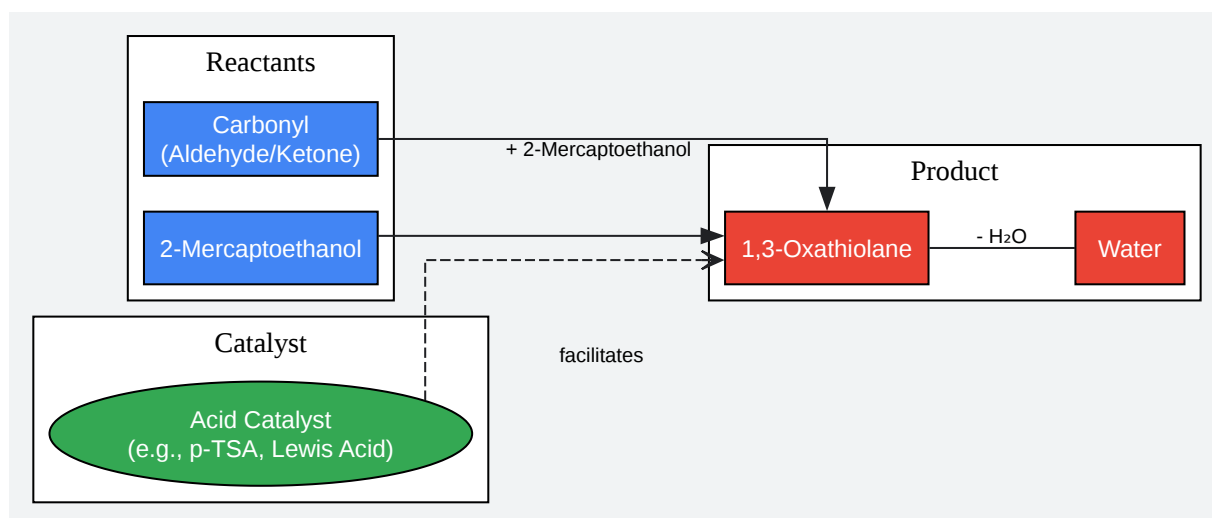 Reactants
Carbonyl
(Aldehyde/Ketone)
+ 2-Mercaptoethanol
2-Mercaptoethanol
Product
1,3-Oxathiolane
- H₂O
Water
Catalyst
facilitates
Acid Catalyst
(e.g., p-TSA, Lewis Acid)